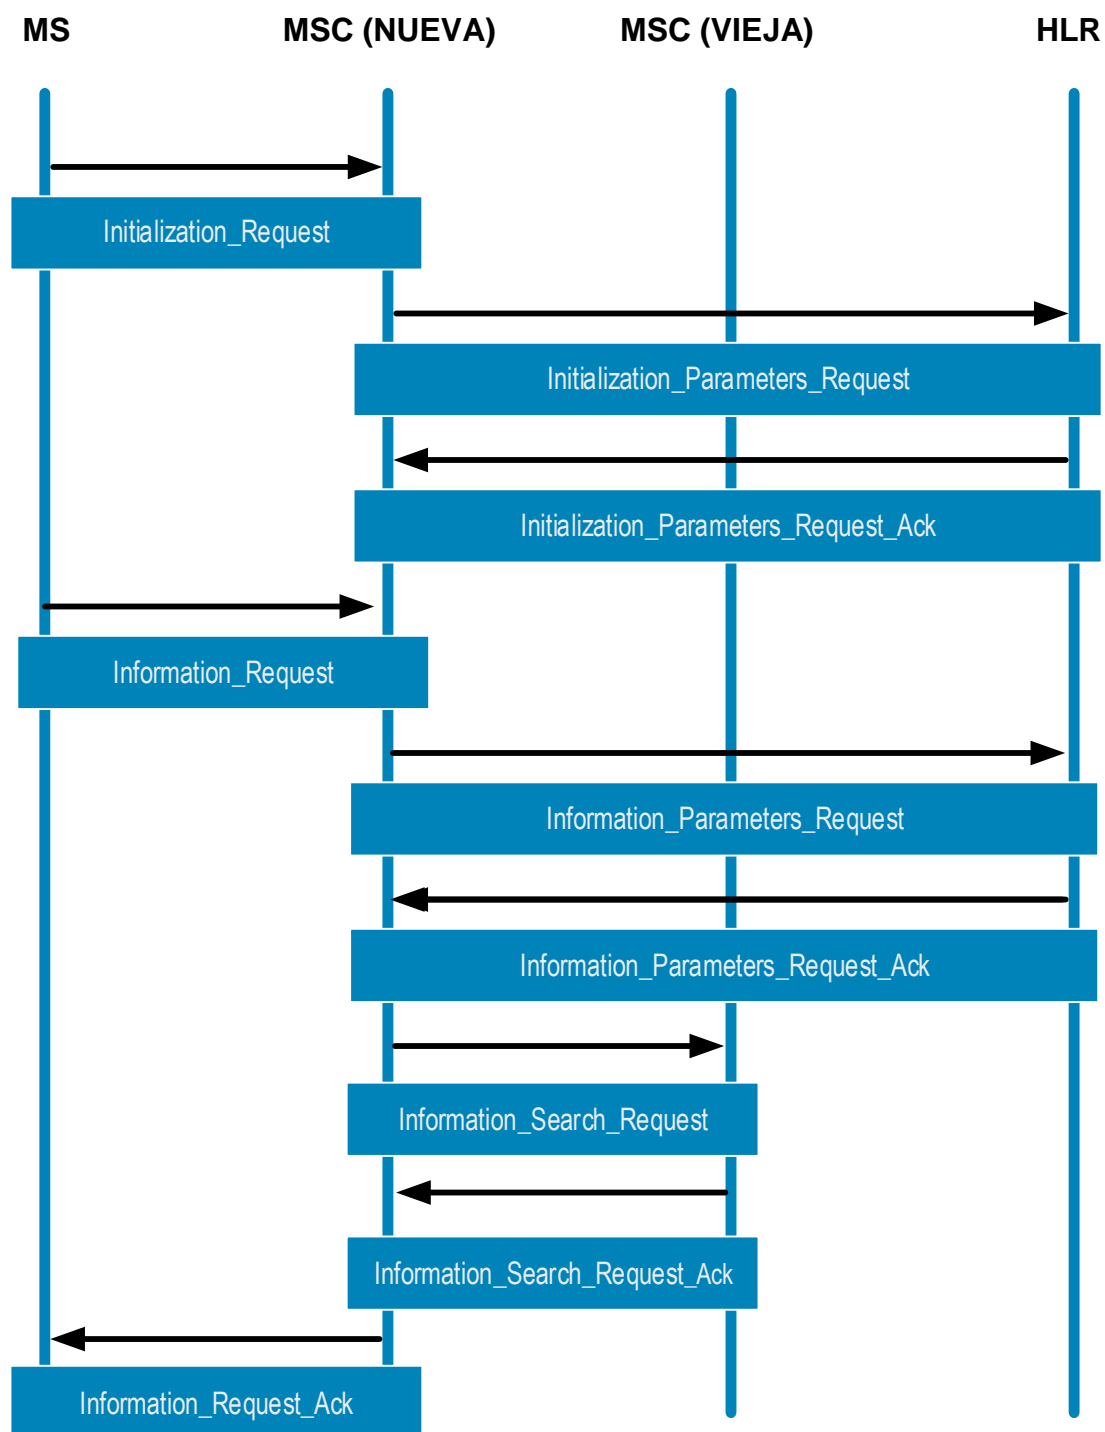 MS MSC (NUEVA) MSC (VIEJA) HLR
Initialization_Request
Initialization_Parameters_Request
Initialization_Parameters_Request_Ack
Information_Request
Information_Parameters_Request
Information_Parameters_Request_Ack
Information_Search_Request
Information_Search_Request_Ack
Information_Request_Ack